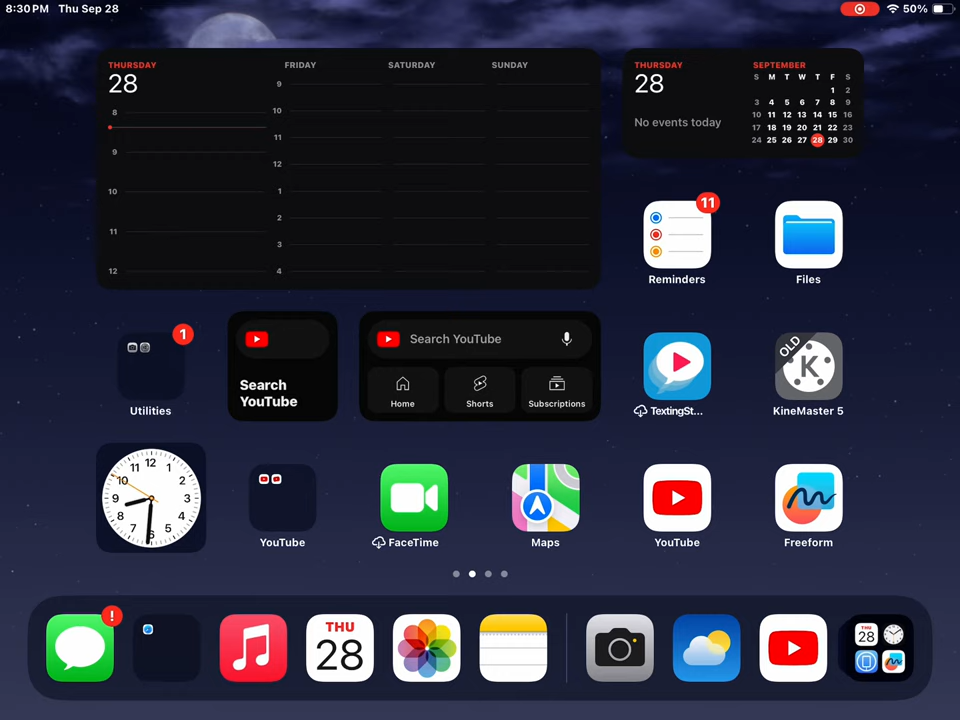 8:30 PM Thu Sep 28
50%
THURSDAY
28
FRIDAY
SATURDAY
SUNDAY
8
9
10
11
12
9
10
11
12
1
2
3
4
THURSDAY
28
No events today
SEPTEMBER
S M T W T F S
1 2
3 4 5 6 7 8 9
10 11 12 13 14 15 16
17 18 19 20 21 22 23
24 25 26 27 28 29 30
11
Reminders
Files
1
Utilities
Search
YouTube
Search YouTube
Home
Shorts
Subscriptions
TextingSt...
OLD
K
KineMaster 5
12 1 2 3 4 5 6 7 8 9 10 11
YouTube
FaceTime
Maps
YouTube
Freeform
!
THU
28
THU
28